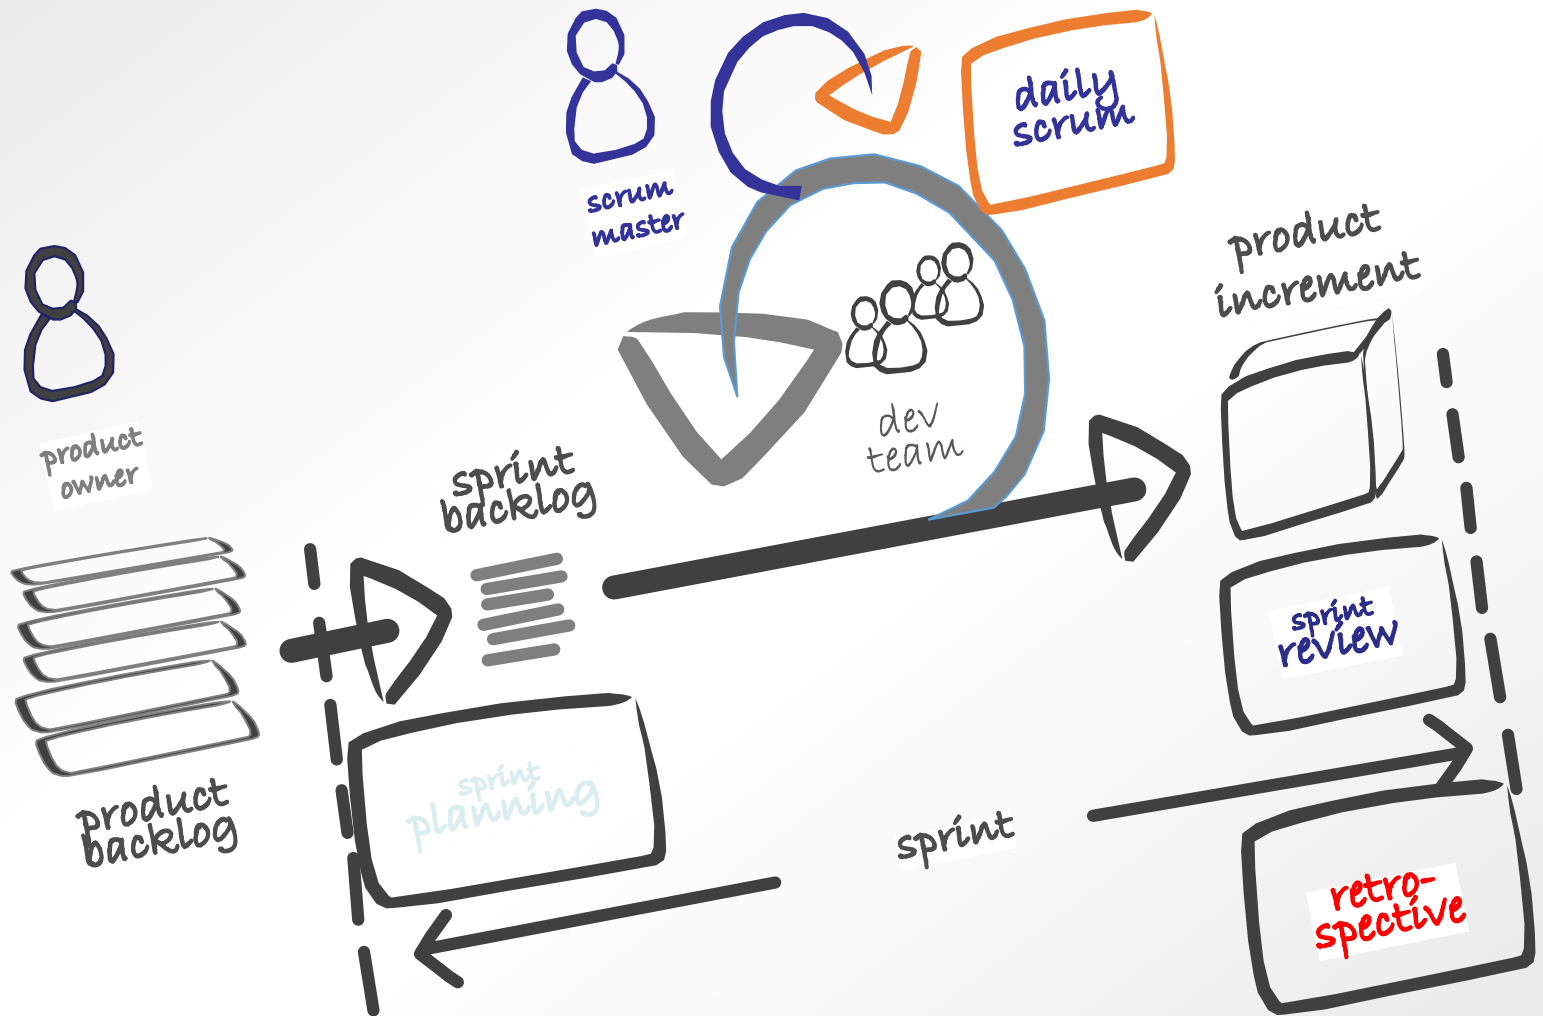 scrum
master
daily
scrum
product
increment
product
owner
dev
team
sprint
backlog
sprint
review
sprint
planning
product
backlog
sprint
retro-
spective